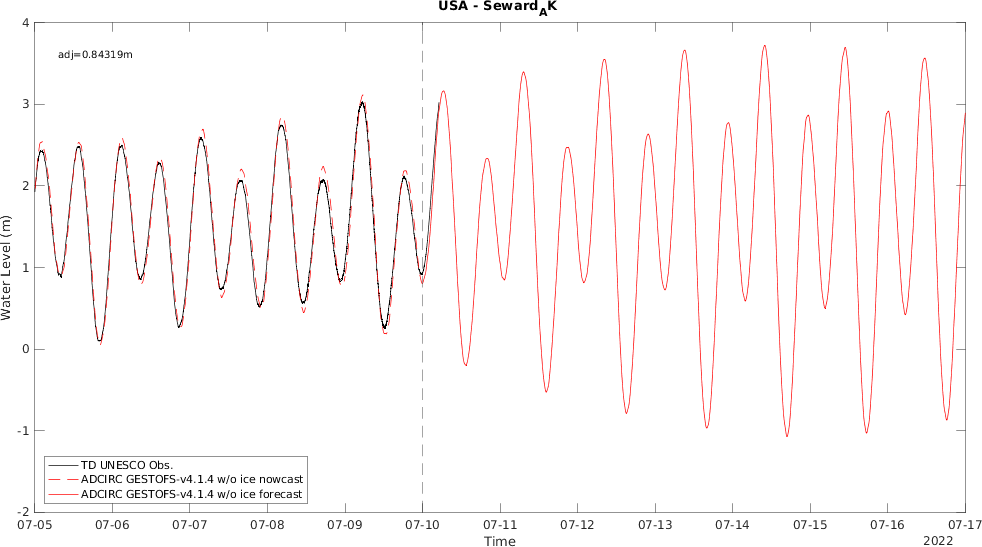 USA - Seward_AK
adj=0.84319m
4
3
2
1
0
-1
-2
Water Level (m)
TD UNESCO Obs.
ADCIRC GESTOFS-v4.1.4 w/o ice nowcast
ADCIRC GESTOFS-v4.1.4 w/o ice forecast
07-05 07-06 07-07 07-08 07-09 07-10 07-11 07-12 07-13 07-14 07-15 07-16 07-17
Time
2022